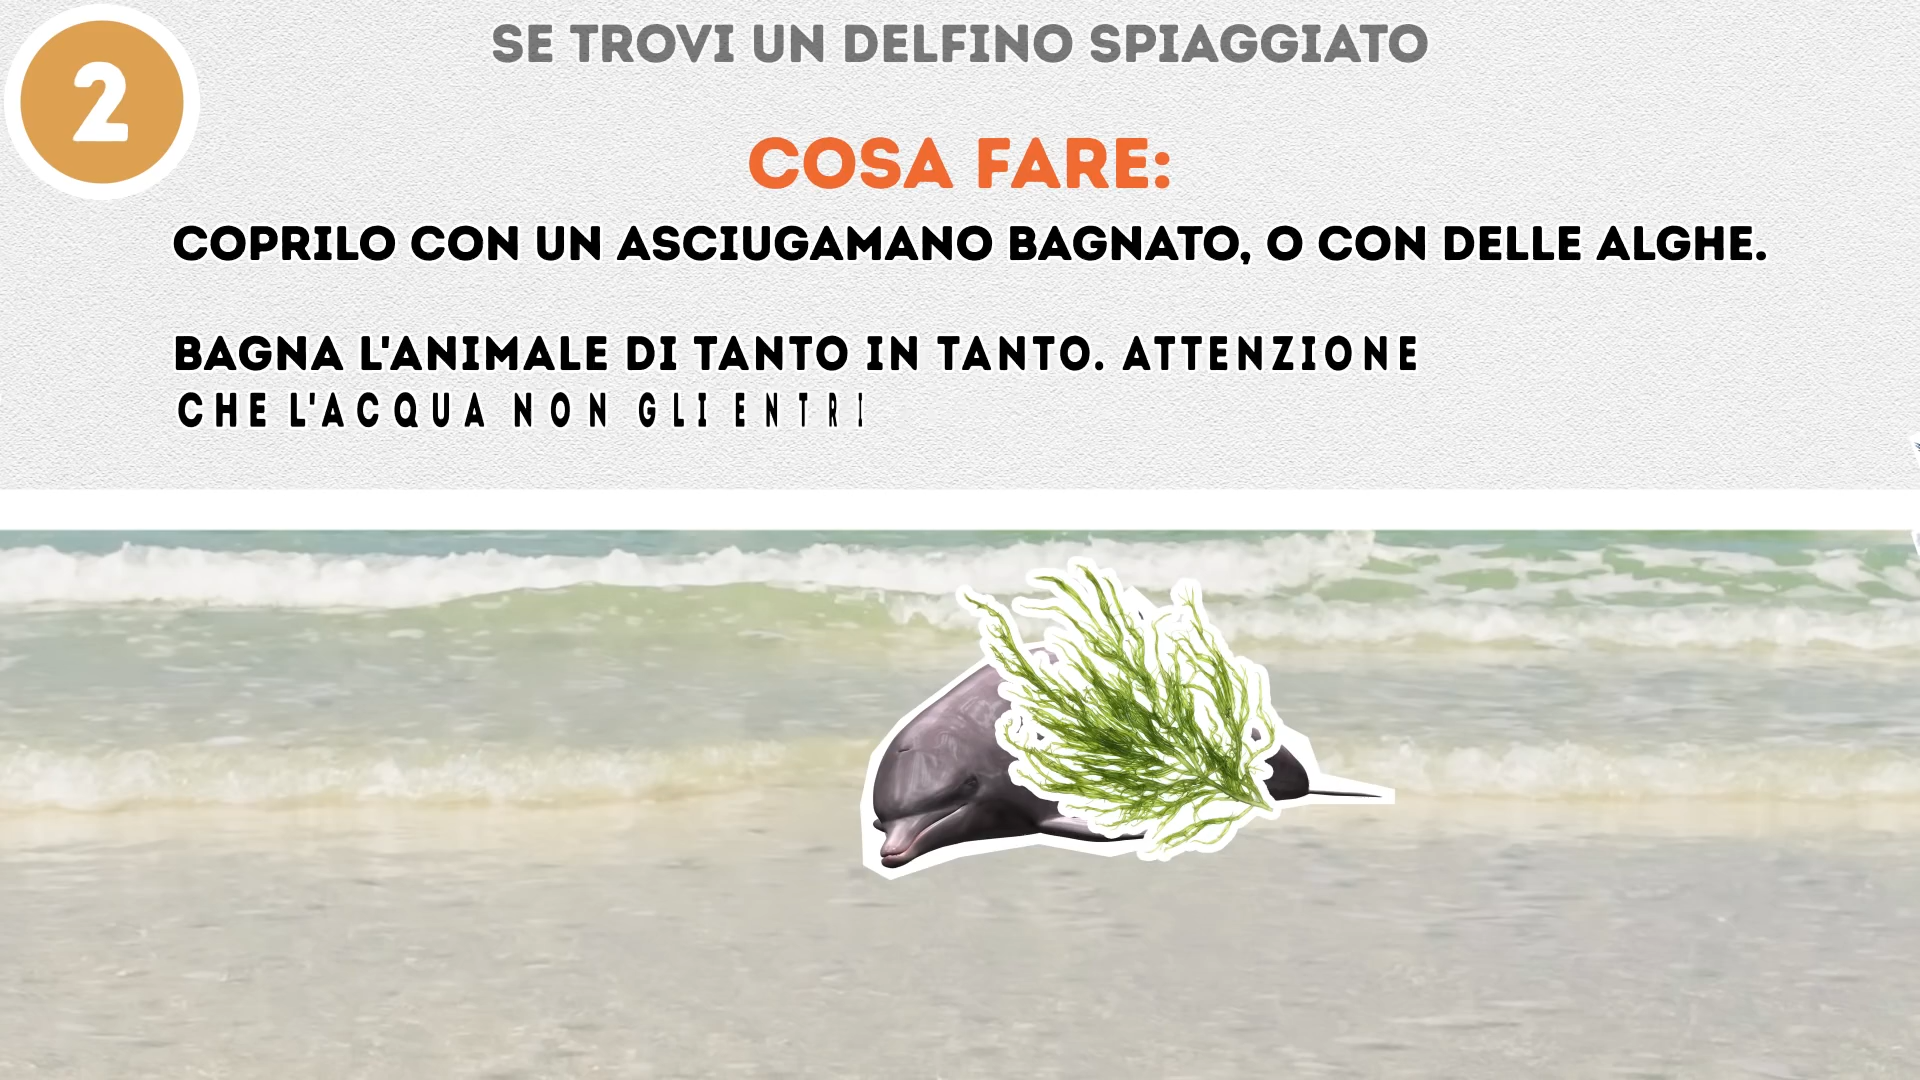 2
SE TROVI UN DELFINO SPIAGGIATO
COSA FARE:
COPRILO CON UN ASCIUGAMANO BAGNATO, O CON DELLE ALGHE.
BAGNA L'ANIMALE DI TANTO IN TANTO. ATTENZIONE
CHE L'ACQUA NON GLI ENTRI